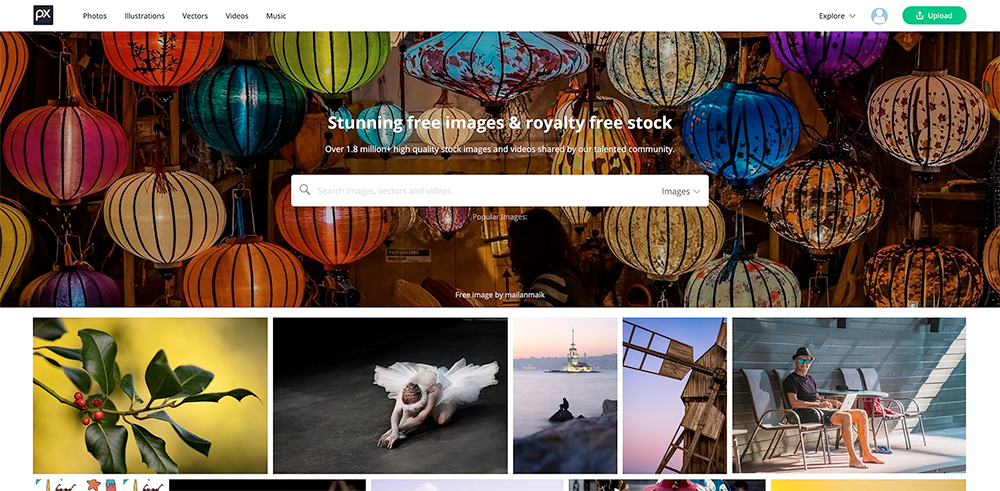 px
Photos
Illustrations
Vectors
Videos
Music
Explore
Upload
Stunning free images & royalty free stock
Over 1.8 million+ high quality stock images and videos shared by our talented community.
Search images, vectors and videos
Images
Popular Images:
Free image by mailanmaik